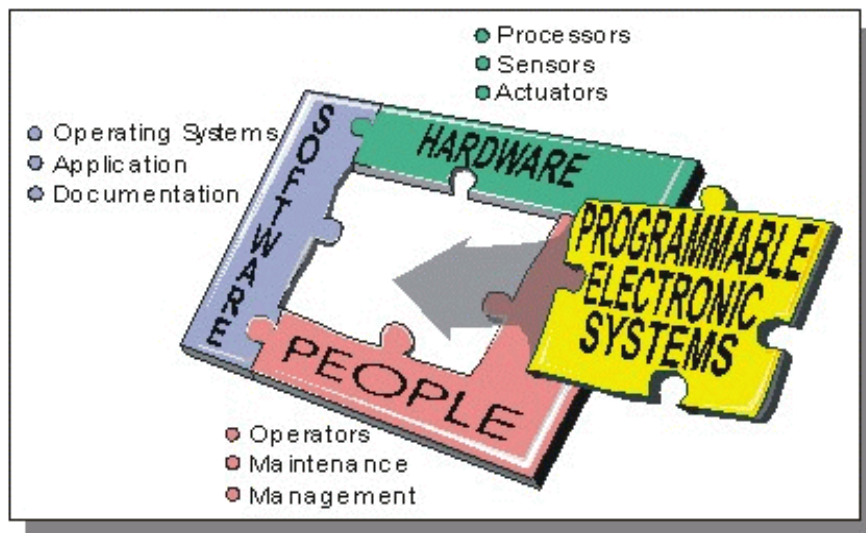 Processors
Sensors
Actuators
Operating Systems
Application
Documentation
SOFTWARE
HARDWARE
PROGRAMMABLE
ELECTRONIC
SYSTEMS
PEOPLE
Operators
Maintenance
Management